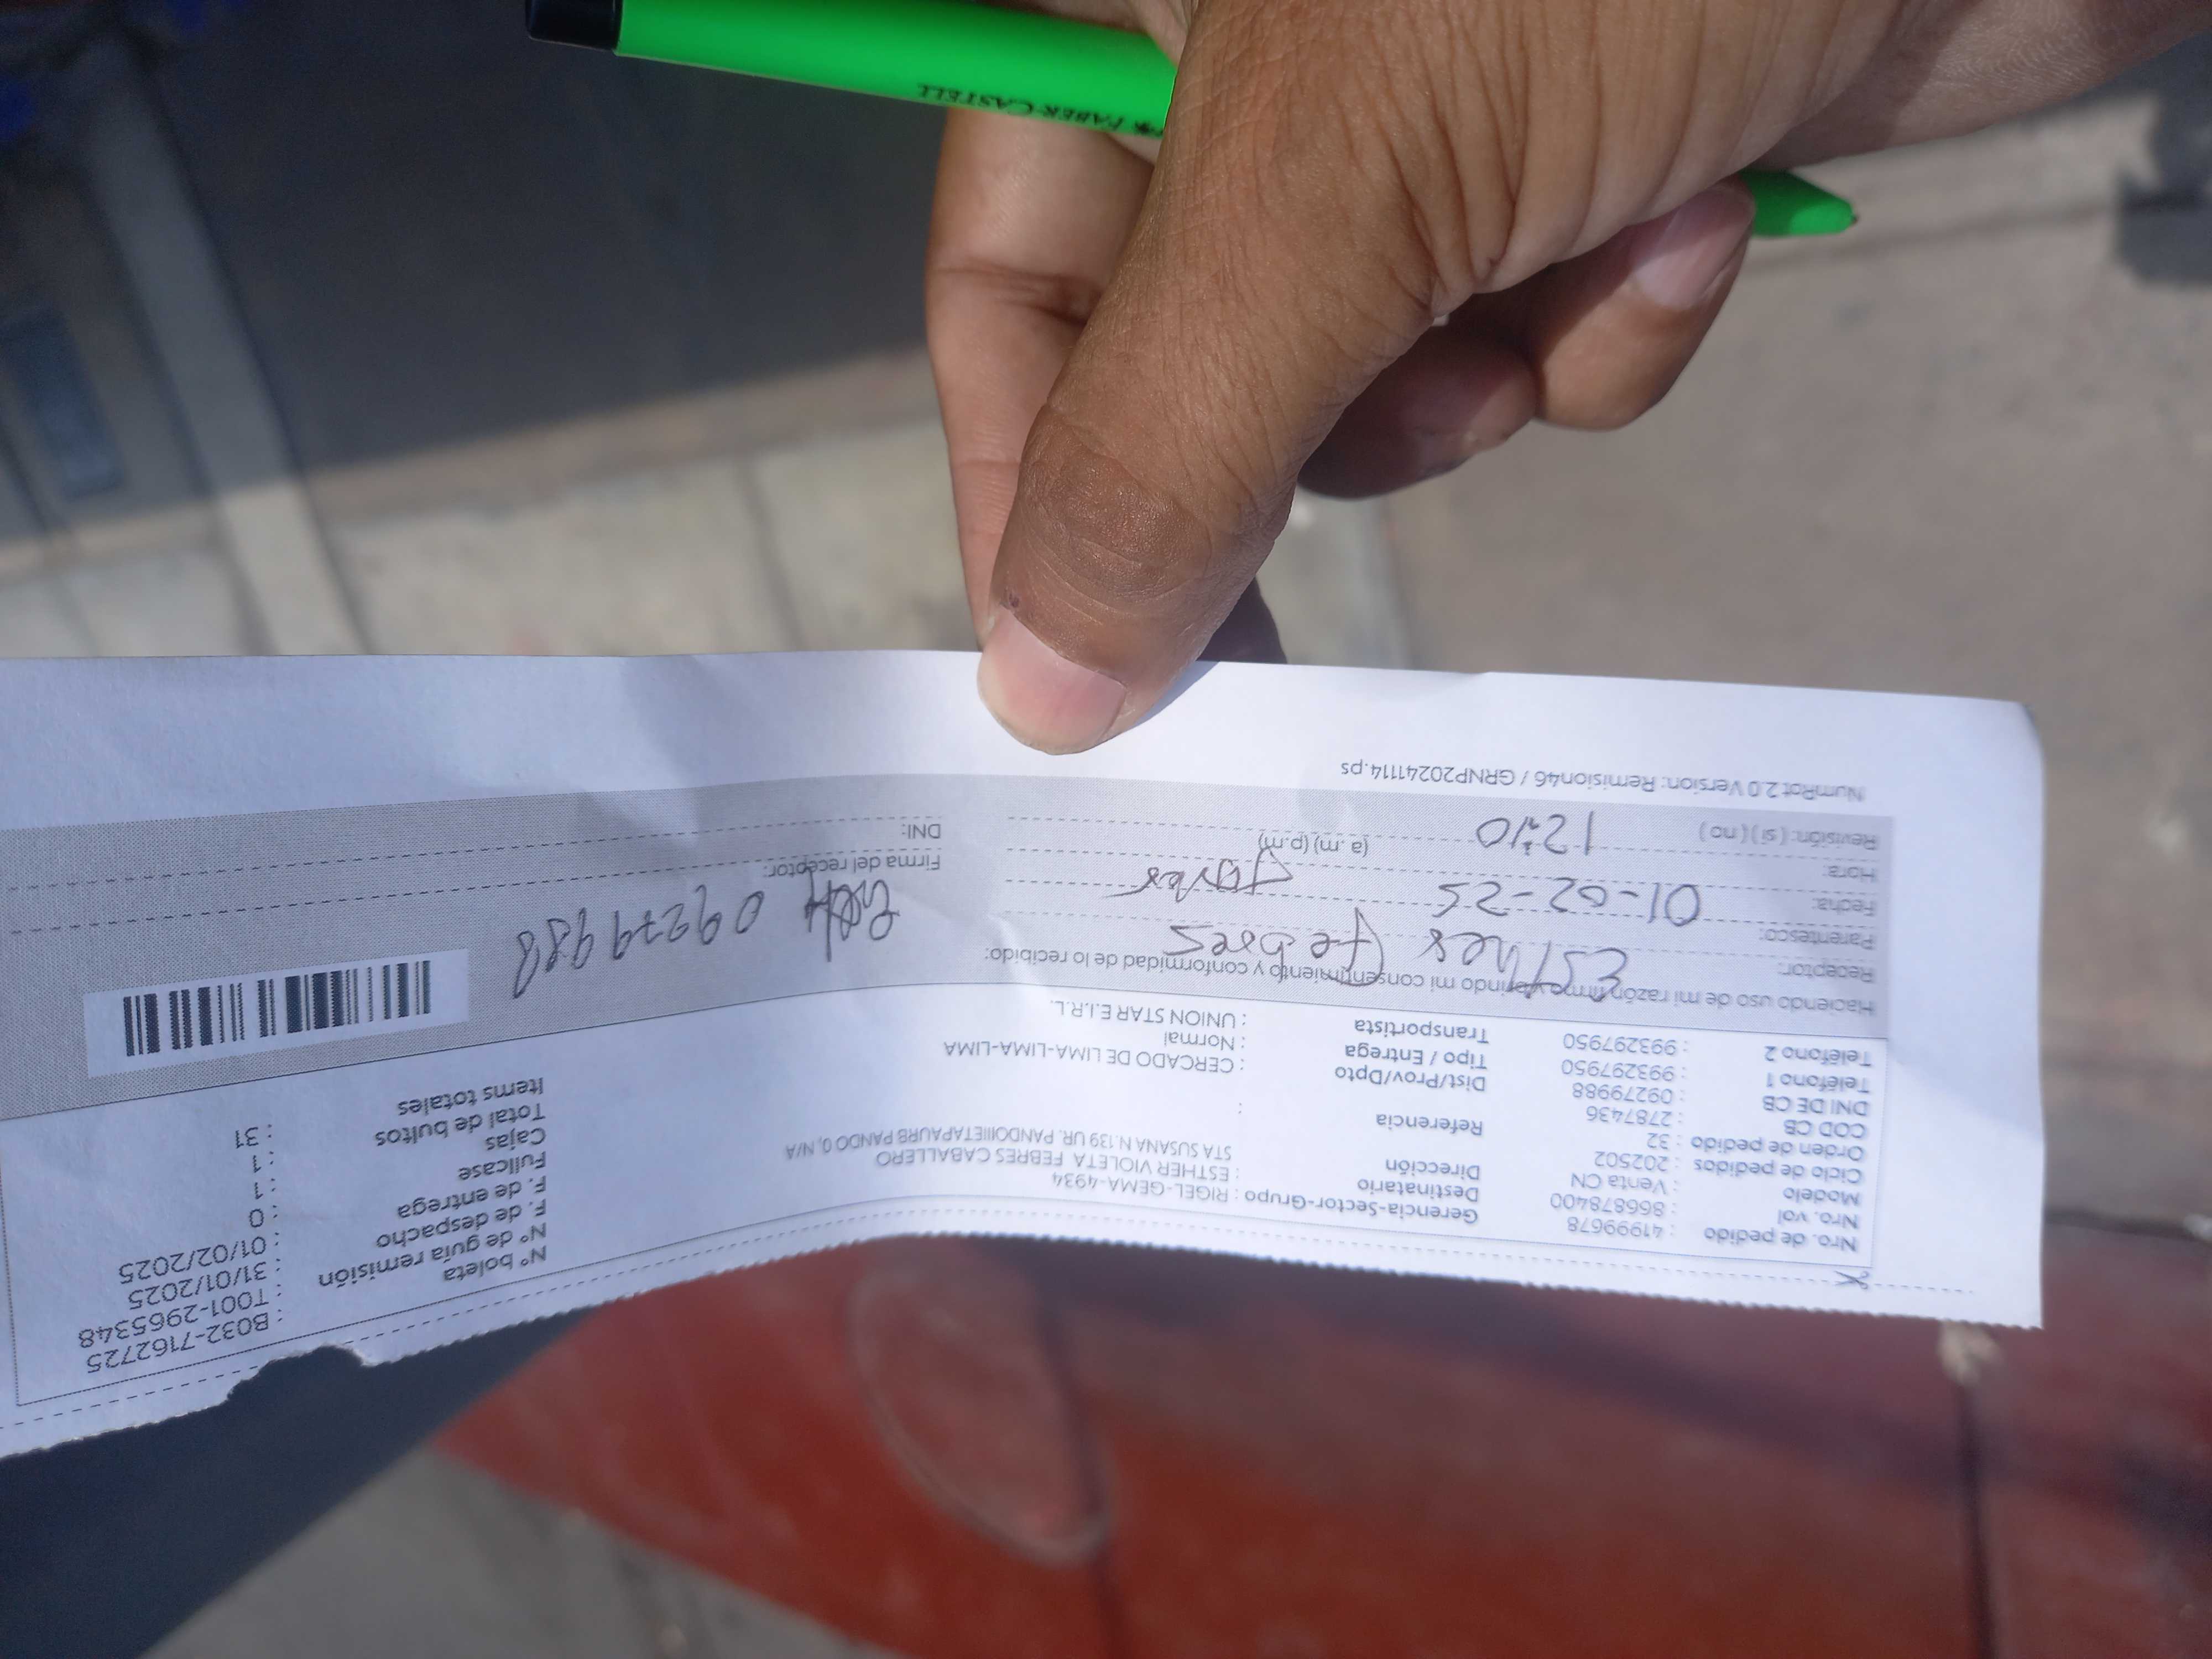 Nro. de pedido : 41999678
Nro. vol : 866878400
Modelo : Venta CN
Ciclo de pedidos : 202502
Orden de pedido : 32
COD CB : 2787436
DNI DE CB : 09279988
Teléfono 1 : 993297950
Teléfono 2 : 993297950
Gerencia-Sector-Grupo : RIGEL-GEMA-4934
Destinatario : ESTHER VIOLETA FEBRES CABALLERO
Dirección STA SUSANA N.139 UR. PANDOIIIETAPAURB PANDO 0, N/A
Referencia :
Dist/Prov/Dpto : CERCADO DE LIMA-LIMA-LIMA
Tipo / Entrega : Normal
Transportista : UNION STAR E.I.R.L.
Nº boleta : B032-7162725
Nº de guía remisión : T001-2965348
F. de despacho : 31/01/2025
F. de entrega : 01/02/2025
Fullcase : 0
Cajas : 1
Total de bultos : 1
Items totales : 31
Haciendo uso de mi razón firmo y brindo mi consentimiento y conformidad de lo recibido:
Receptor: Esther Febres
Parentesco:
Fecha: 01-02-25
Hora: 12:10 (a.m) (p.m)
Revisión: ( si ) ( no )
09279988
Firma del receptor:
DNI:
NumRot 2.0 Version: Remision46 / GRNP20241114.ps
FABER-CASTELL